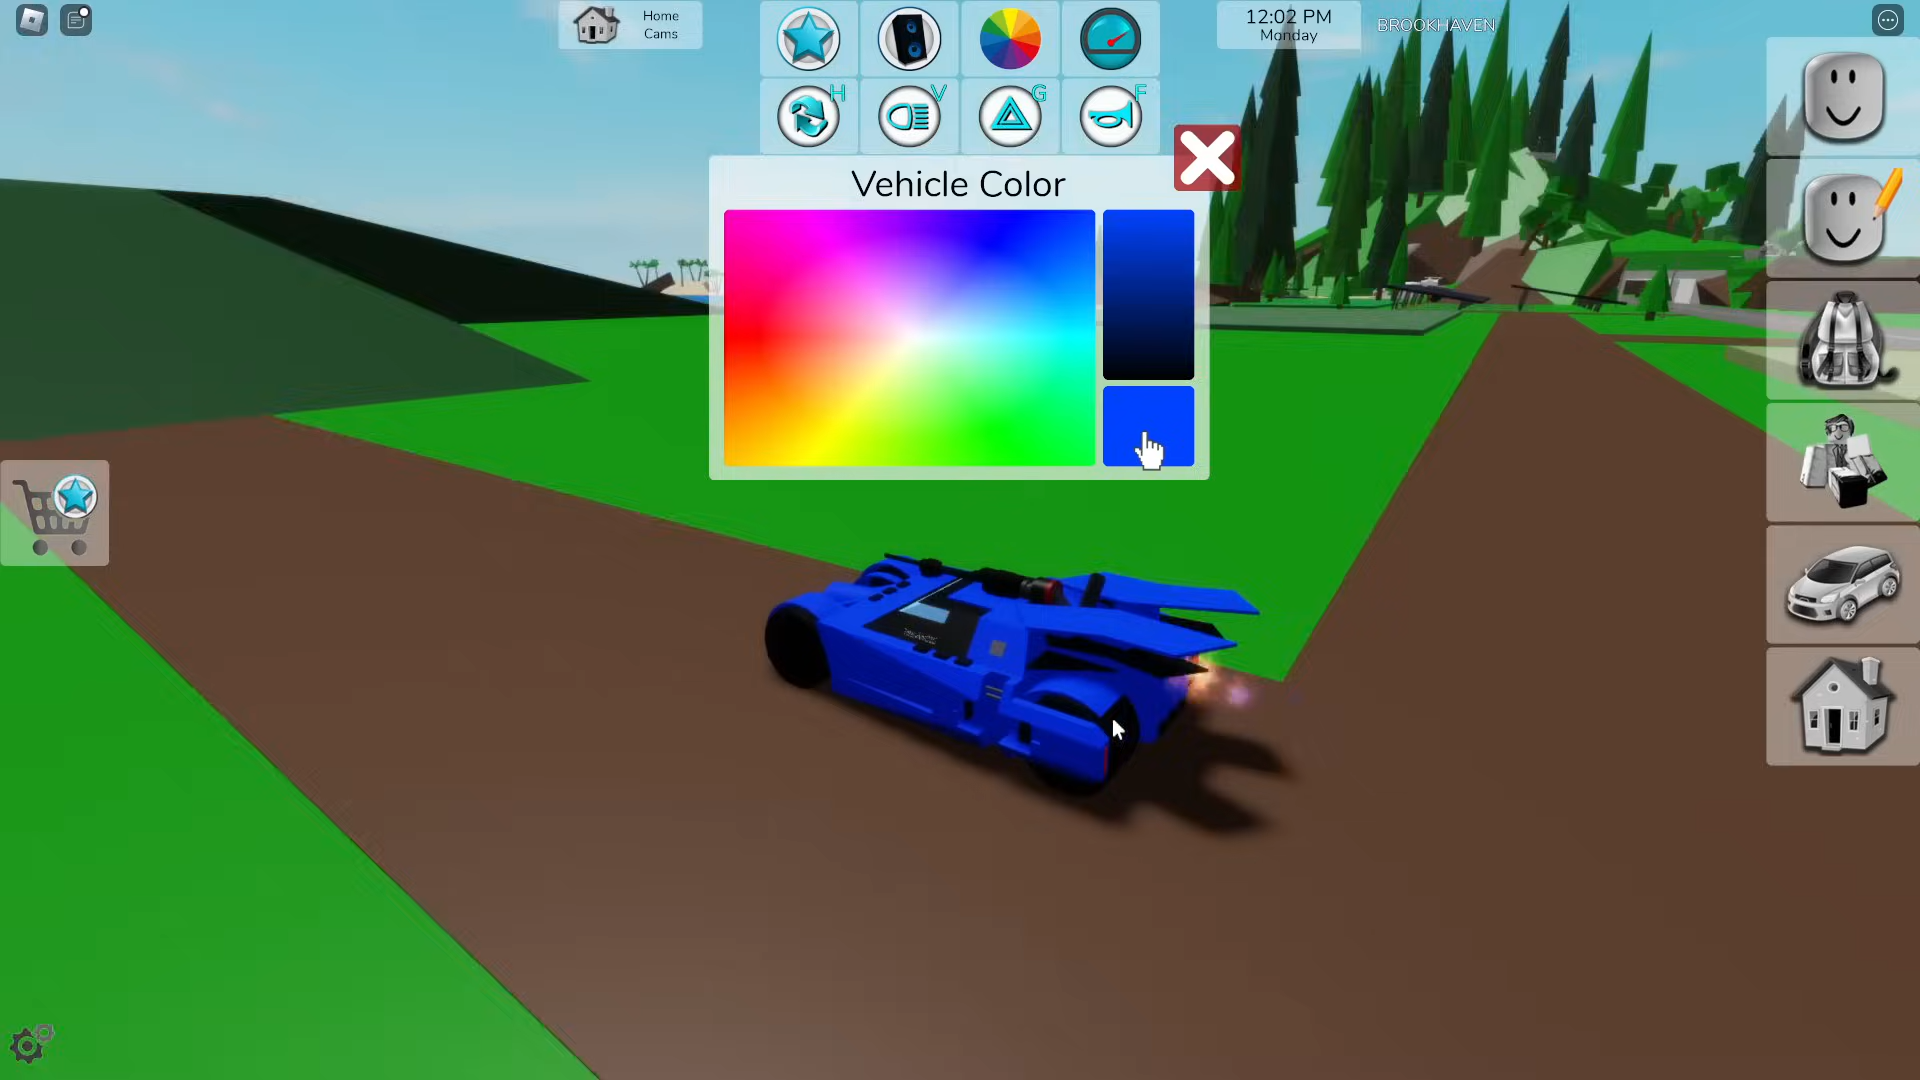 Home
Cams
12:02 PM
Monday
BROOKHAVEN
H
V
G
F
Vehicle Color